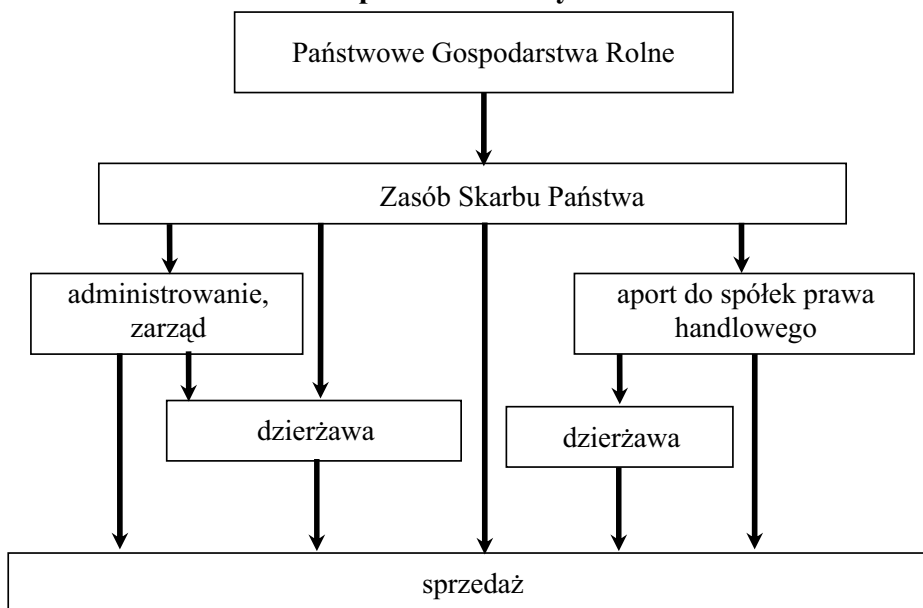 Państwowe Gospodarstwa Rolne
Zasób Skarbu Państwa
administrowanie,
zarząd
aport do spółek prawa
handlowego
dzierżawa
dzierżawa
sprzedaż